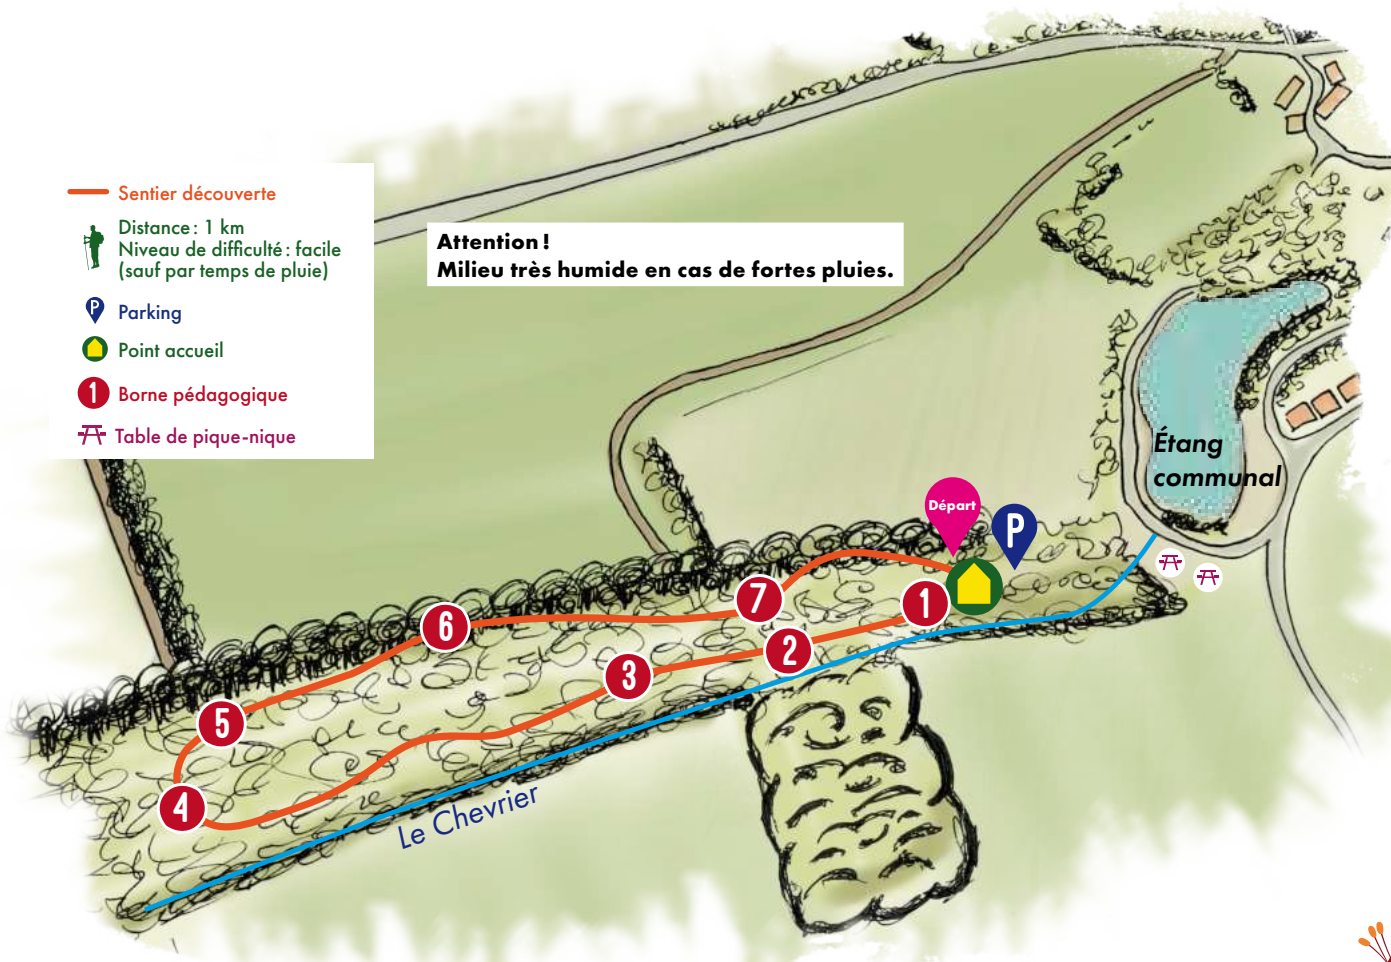 Sentier découverte
Distance : 1 km
Niveau de difficulté : facile
(sauf par temps de pluie)
P
Parking
Point accueil
1
Borne pédagogique
Table de pique-nique
Attention !
Milieu très humide en cas de fortes pluies.
Étang
communal
Départ
P
1
7
2
6
3
5
4
Le Chevrier